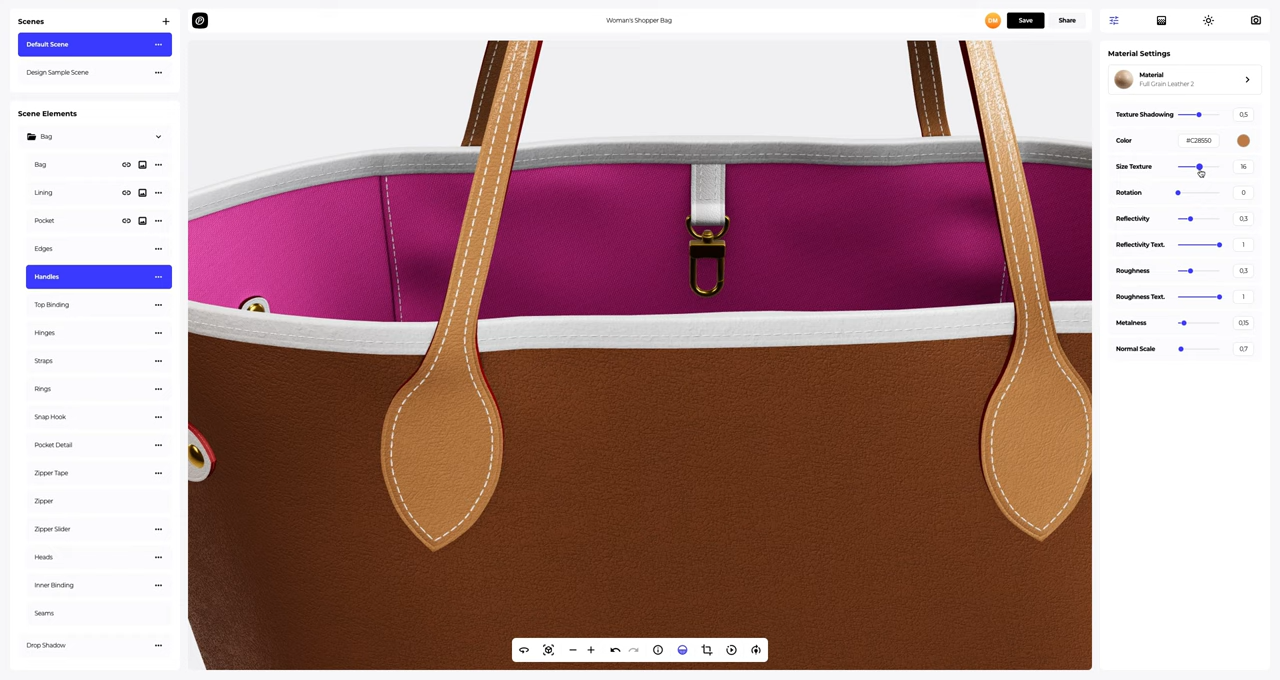 Scenes
Default Scene
Design Sample Scene
Scene Elements
Bag
Bag
Lining
Pocket
Edges
Handles
Top Binding
Hinges
Straps
Rings
Snap Hook
Pocket Detail
Zipper Tape
Zipper
Zipper Slider
Heads
Inner Binding
Seams
Drop Shadow
Woman's Shopper Bag
DM
Save
Share
Material Settings
Material
Full Grain Leather 2
Texture Shadowing 0,5
Color #C28550
Size Texture 16
Rotation 0
Reflectivity 0,3
Reflectivity Text. 1
Roughness 0,3
Roughness Text. 1
Metalness 0,15
Normal Scale 0,7